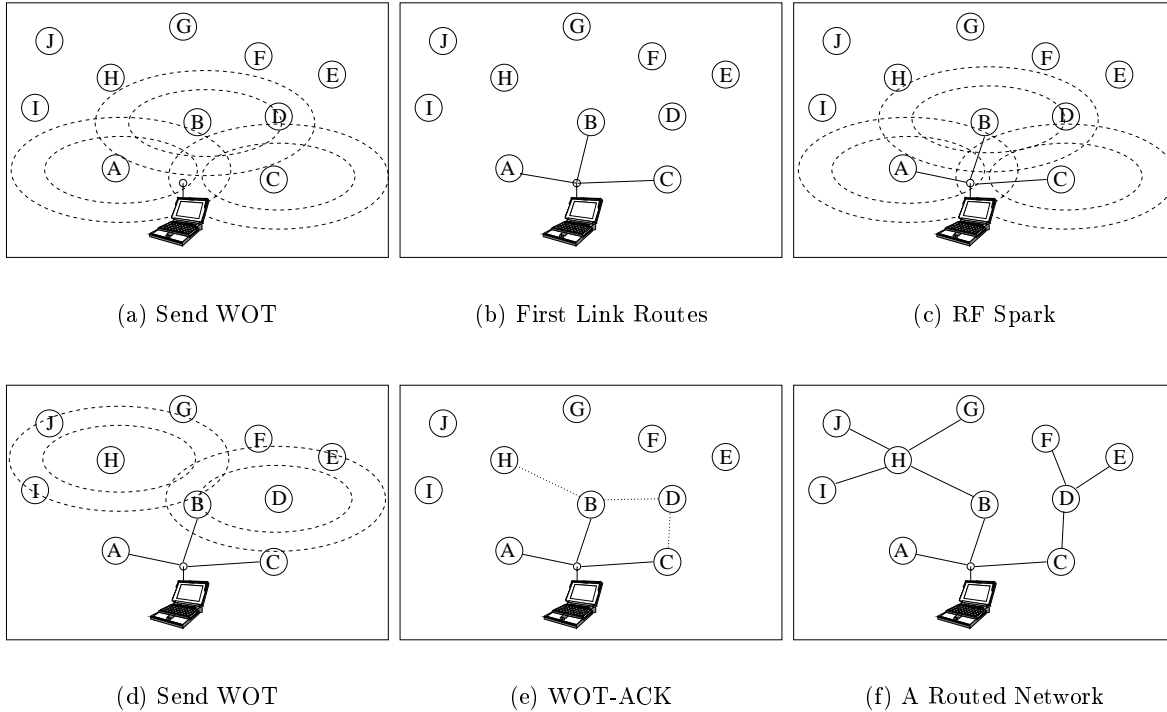 J G F E H I B D A C
J G F E H I B D A C
J G F E H I B D A C
(a) Send WOT
(b) First Link Routes
(c) RF Spark
J G F E H I B D A C
J G F E H I B D A C
J G F E H I B D A C
(d) Send WOT
(e) WOT-ACK
(f) A Routed Network